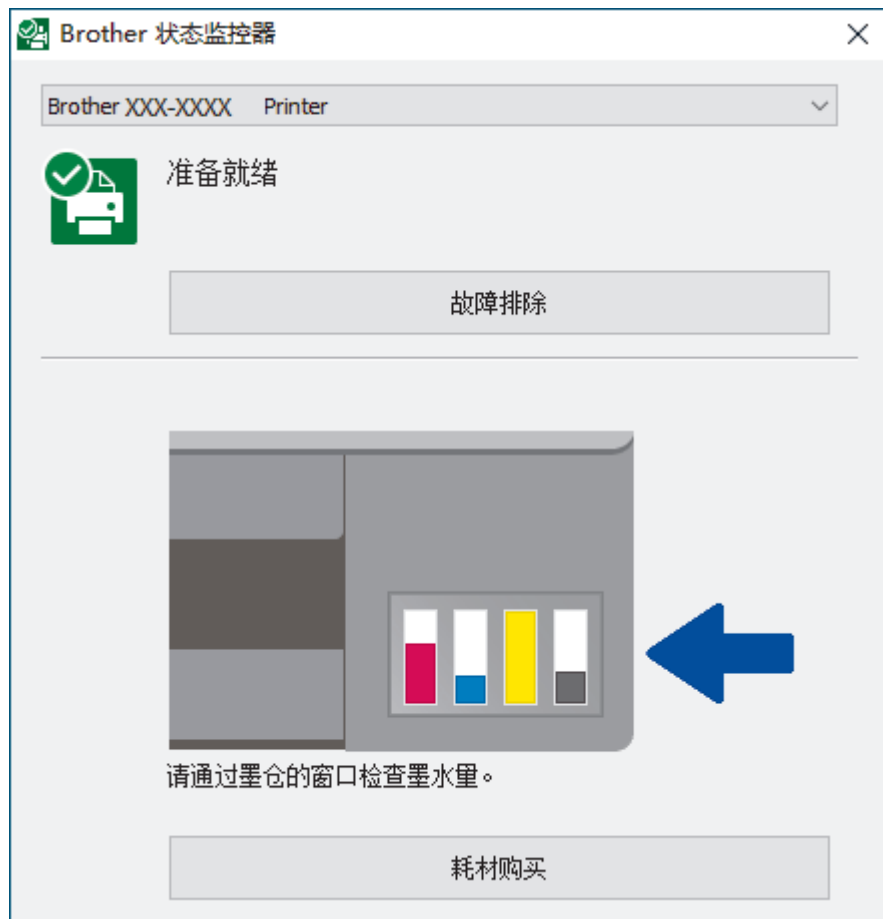 Brother 状态监控器
Brother XXX-XXXX Printer
准备就绪
故障排除
请通过墨仓的窗口检查墨水量。
耗材购买